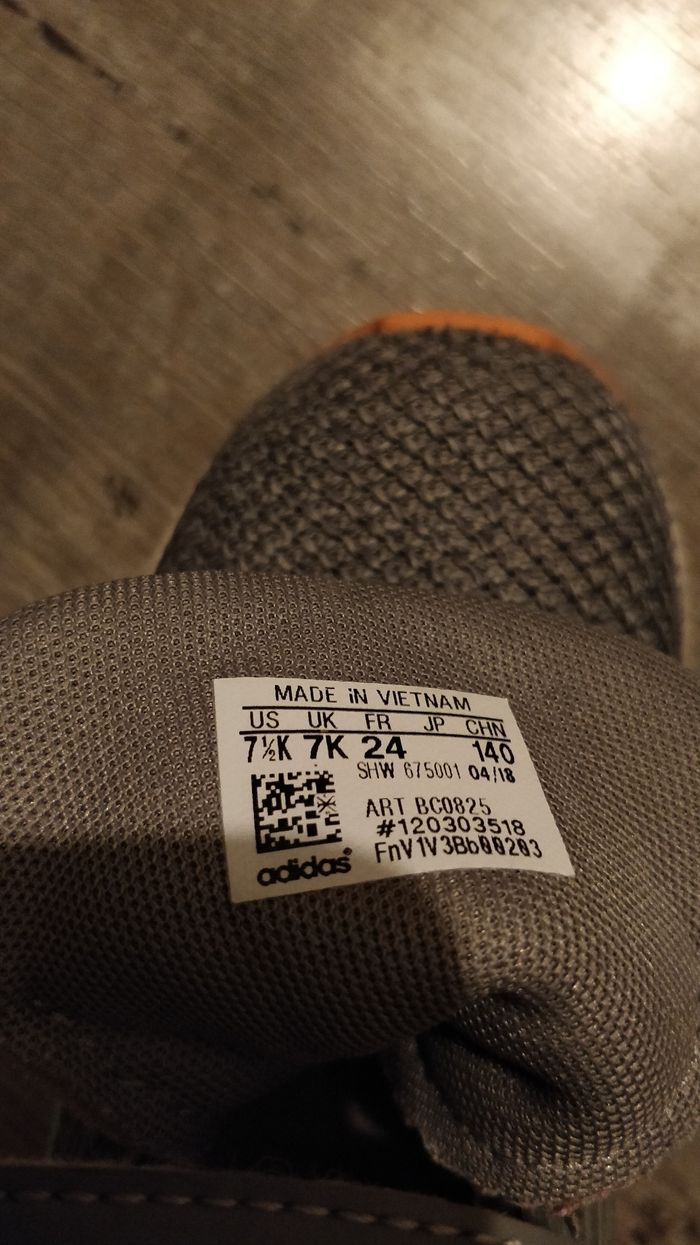 MADE iN VIETNAM
US UK FR JP CHN
7½K 7K 24 140
SHW 675001 04/18
ART BC0825
#120303518
FnV1V3Bb00203
adidas®